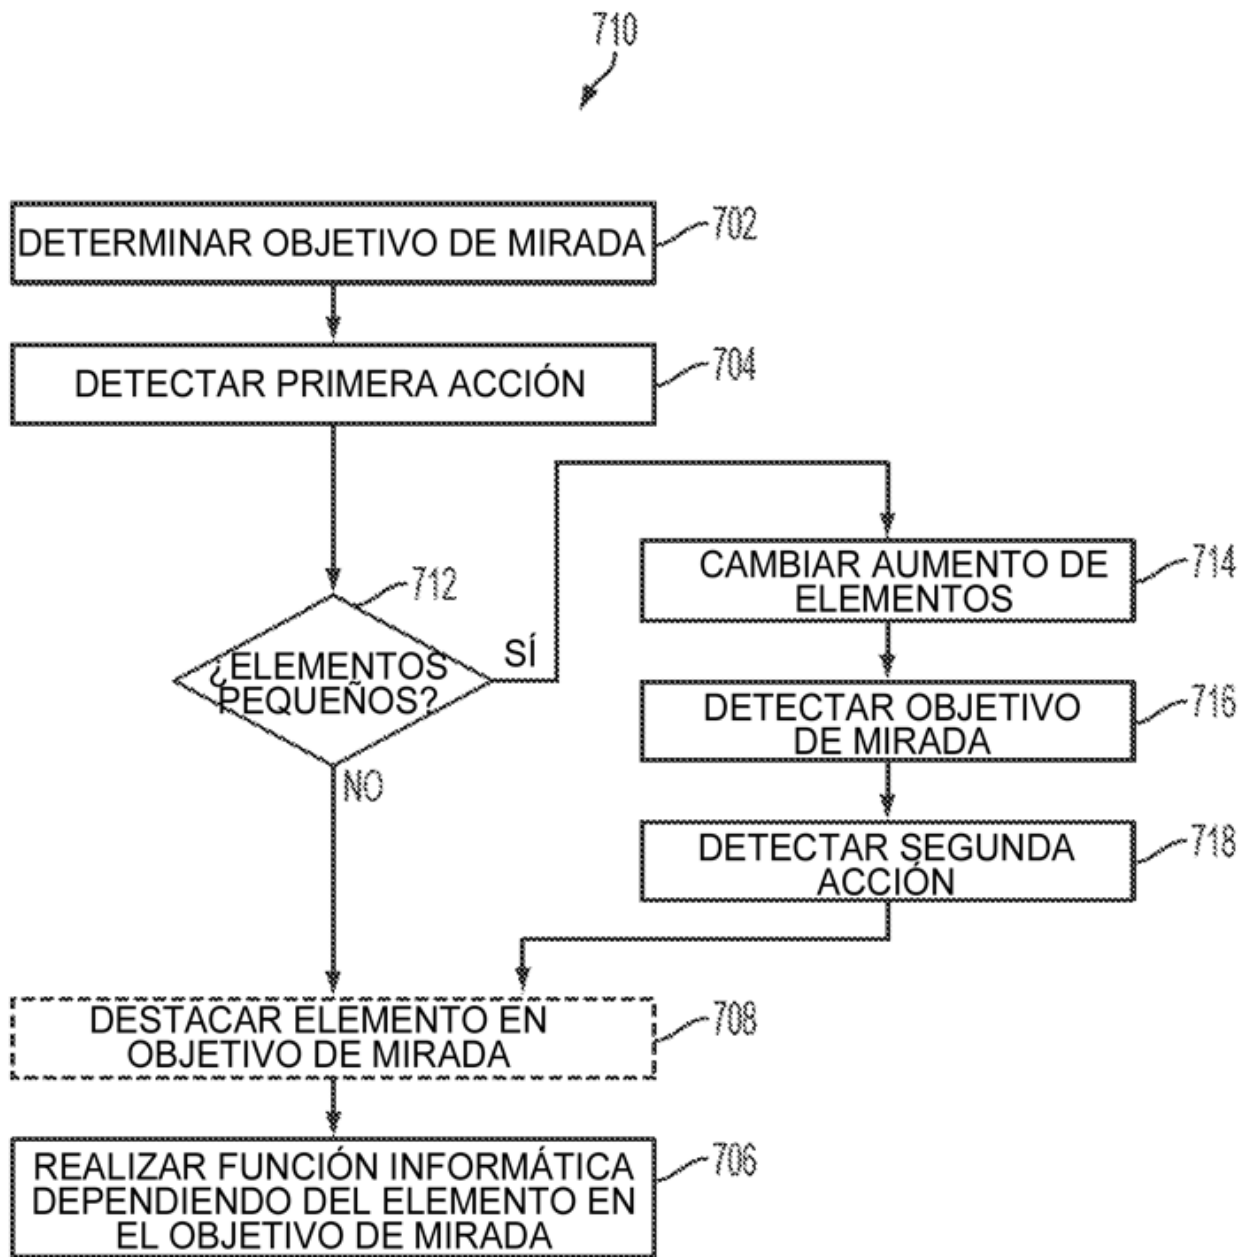 710
DETERMINAR OBJETIVO DE MIRADA
702
DETECTAR PRIMERA ACCIÓN
704
712
¿ELEMENTOS
PEQUEÑOS?
SÍ
NO
CAMBIAR AUMENTO DE
ELEMENTOS
714
DETECTAR OBJETIVO
DE MIRADA
716
DETECTAR SEGUNDA
ACCIÓN
718
DESTACAR ELEMENTO EN
OBJETIVO DE MIRADA
708
REALIZAR FUNCIÓN INFORMÁTICA
DEPENDIENDO DEL ELEMENTO EN
EL OBJETIVO DE MIRADA
706